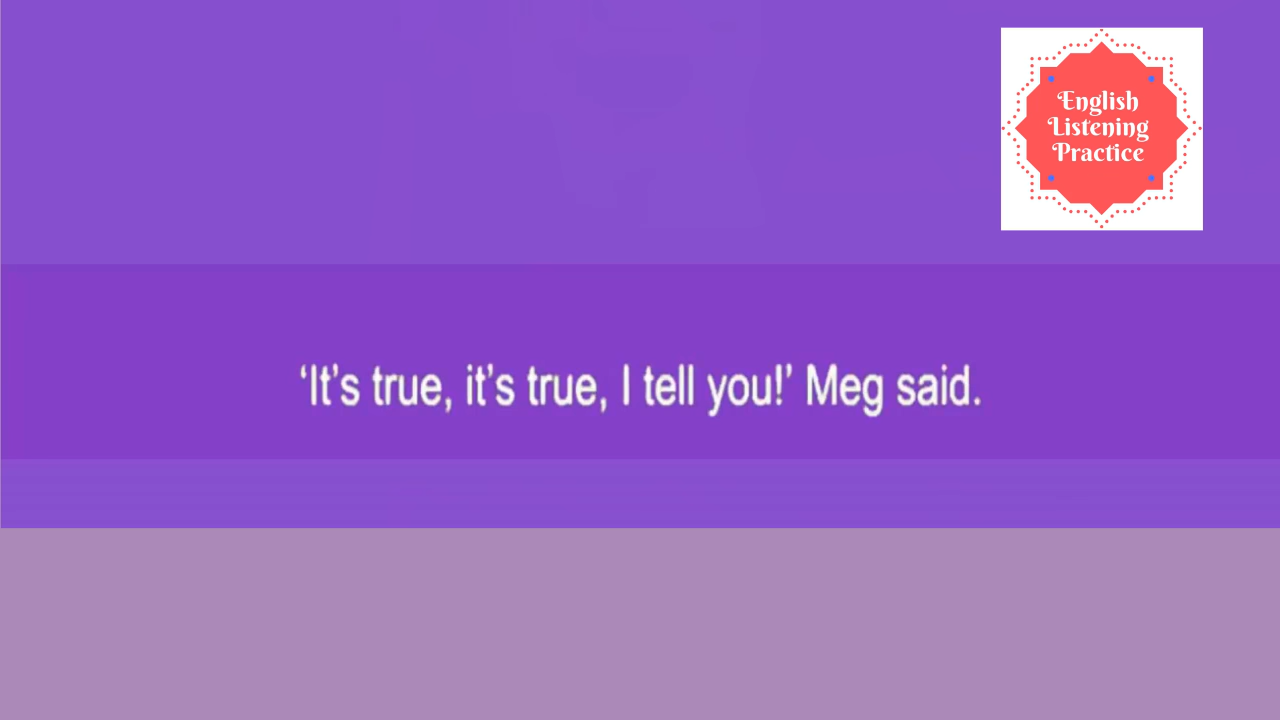 English
Listening
Practice
‘It’s true, it’s true, I tell you!’ Meg said.